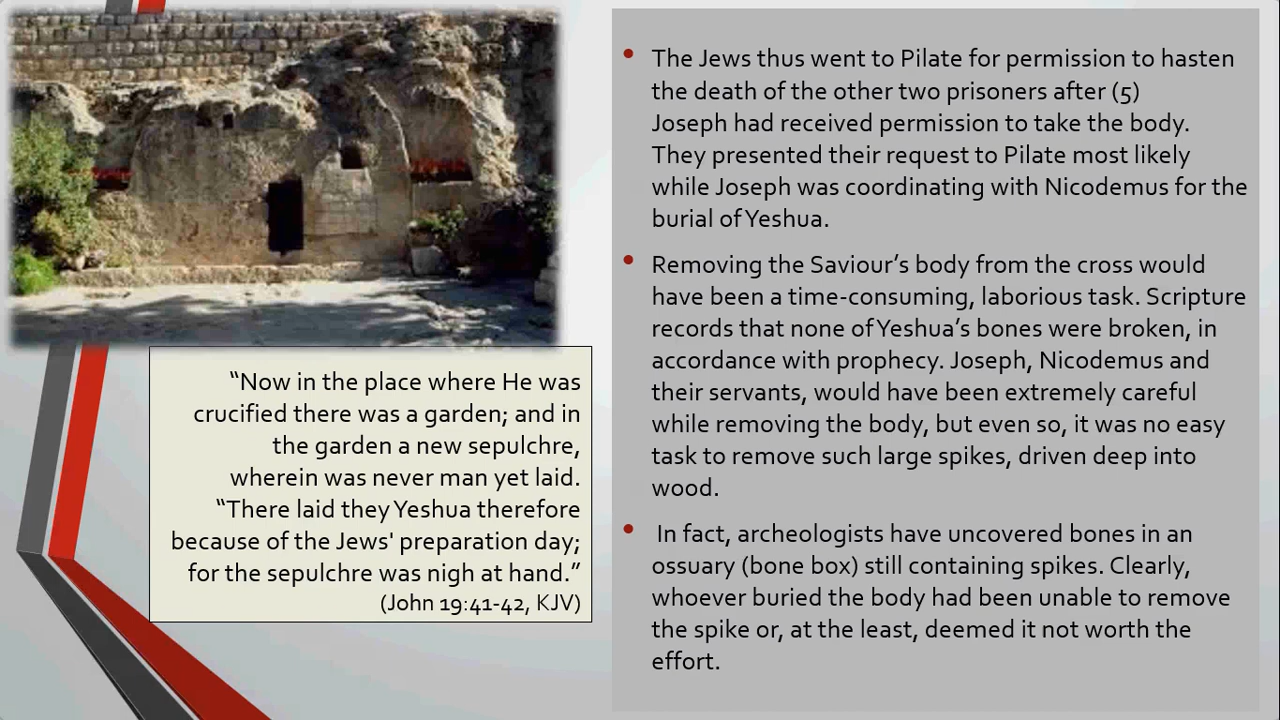 “Now in the place where He was
crucified there was a garden; and in
the garden a new sepulchre,
wherein was never man yet laid.
“There laid they Yeshua therefore
because of the Jews' preparation day;
for the sepulchre was nigh at hand.”
(John 19:41-42, KJV)
• The Jews thus went to Pilate for permission to hasten
the death of the other two prisoners after (5)
Joseph had received permission to take the body.
They presented their request to Pilate most likely
while Joseph was coordinating with Nicodemus for the
burial of Yeshua.
• Removing the Saviour’s body from the cross would
have been a time-consuming, laborious task. Scripture
records that none of Yeshua’s bones were broken, in
accordance with prophecy. Joseph, Nicodemus and
their servants, would have been extremely careful
while removing the body, but even so, it was no easy
task to remove such large spikes, driven deep into
wood.
• In fact, archeologists have uncovered bones in an
ossuary (bone box) still containing spikes. Clearly,
whoever buried the body had been unable to remove
the spike or, at the least, deemed it not worth the
effort.